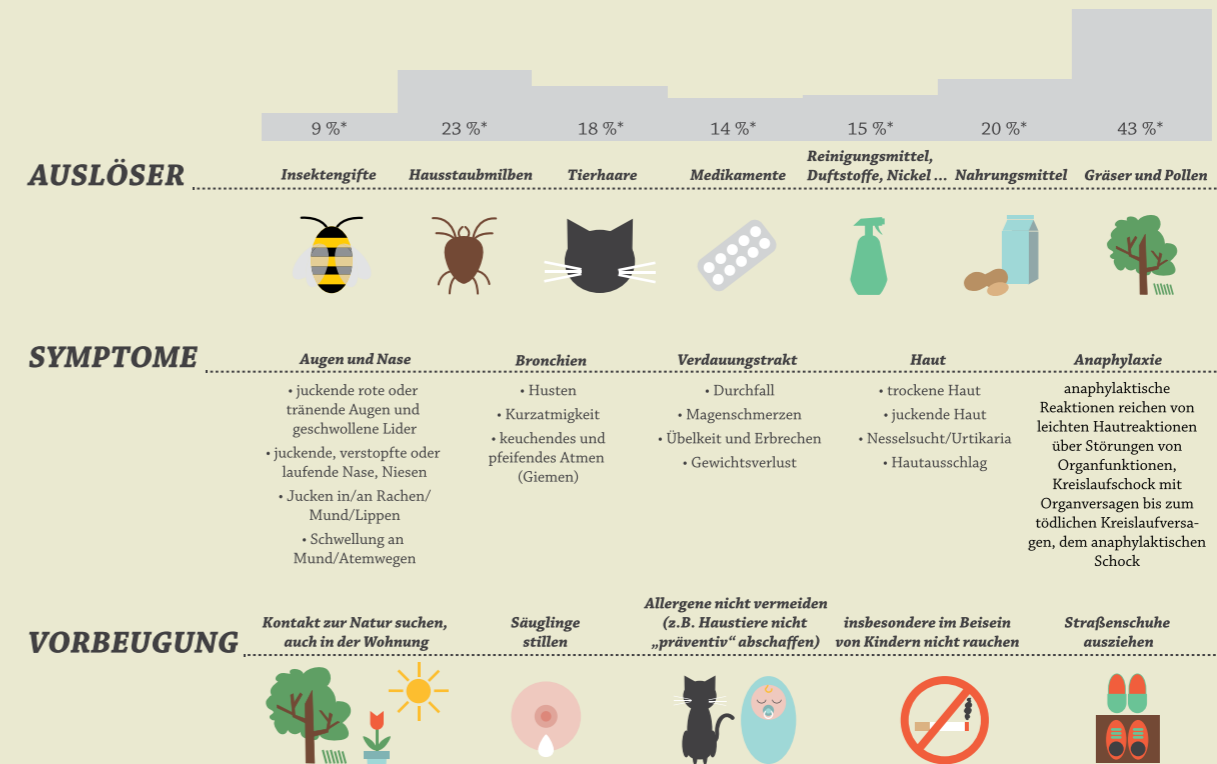 9 %*
23 %*
18 %*
14 %*
15 %*
20 %*
43 %*
AUSLÖSER
Insektengifte
Hausstaubmilben
Tierhaare
Medikamente
Reinigungsmittel,
Duftstoffe, Nickel ...
Nahrungsmittel
Gräser und Pollen
SYMPTOME
Augen und Nase
• juckende rote oder
tränende Augen und
geschwollene Lider
• juckende, verstopfte oder
laufende Nase, Niesen
• Jucken in/an Rachen/
Mund/Lippen
• Schwellung an
Mund/Atemwegen
Bronchien
• Husten
• Kurzatmigkeit
• keuchendes und
pfeifendes Atmen
(Giemen)
Verdauungstrakt
• Durchfall
• Magenschmerzen
• Übelkeit und Erbrechen
• Gewichtsverlust
Haut
• trockene Haut
• juckende Haut
• Nesselsucht/Urtikaria
• Hautausschlag
Anaphylaxie
anaphylaktische
Reaktionen reichen von
leichten Hautreaktionen
über Störungen von
Organfunktionen,
Kreislaufschock mit
Organversagen bis zum
tödlichen Kreislaufversa-
gen, dem anaphylaktischen
Schock
VORBEUGUNG
Kontakt zur Natur suchen,
auch in der Wohnung
Säuglinge
stillen
Allergene nicht vermeiden
(z.B. Haustiere nicht
„präventiv“ abschaffen)
insbesondere im Beisein
von Kindern nicht rauchen
Straßenschuhe
ausziehen